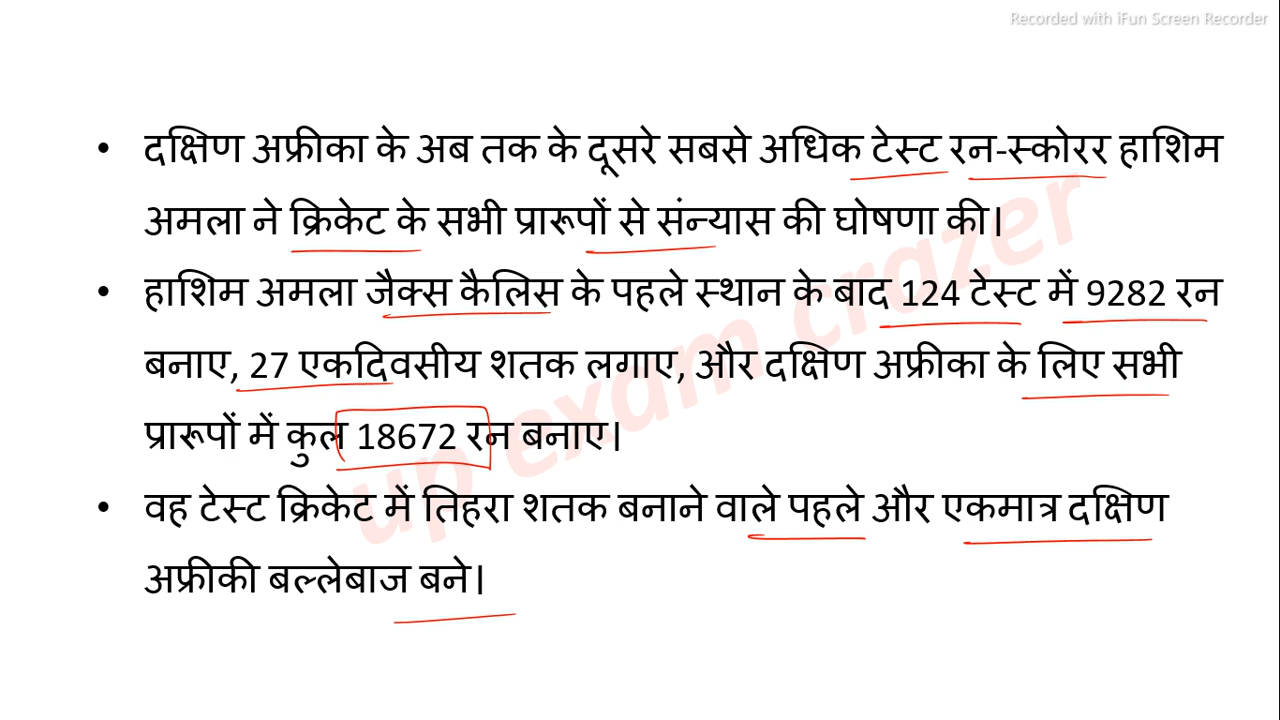 Recorded with iFun Screen Recorder
• दक्षिण अफ्रीका के अब तक के दूसरे सबसे अधिक टेस्ट रन-स्कोरर हाशिम
अमला ने क्रिकेट के सभी प्रारूपों से संन्यास की घोषणा की।
• हाशिम अमला जैक्स कैलिस के पहले स्थान के बाद 124 टेस्ट में 9282 रन
बनाए, 27 एकदिवसीय शतक लगाए, और दक्षिण अफ्रीका के लिए सभी
प्रारूपों में कुल 18672 रन बनाए।
• वह टेस्ट क्रिकेट में तिहरा शतक बनाने वाले पहले और एकमात्र दक्षिण
अफ्रीकी बल्लेबाज बने।
up exam crazer